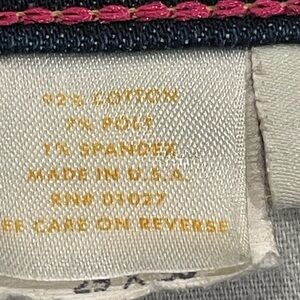 92% COTTON
7% POLY
1% SPANDEX
MADE IN U.S.A
RN# 01027
EE CARE ON REVERSE